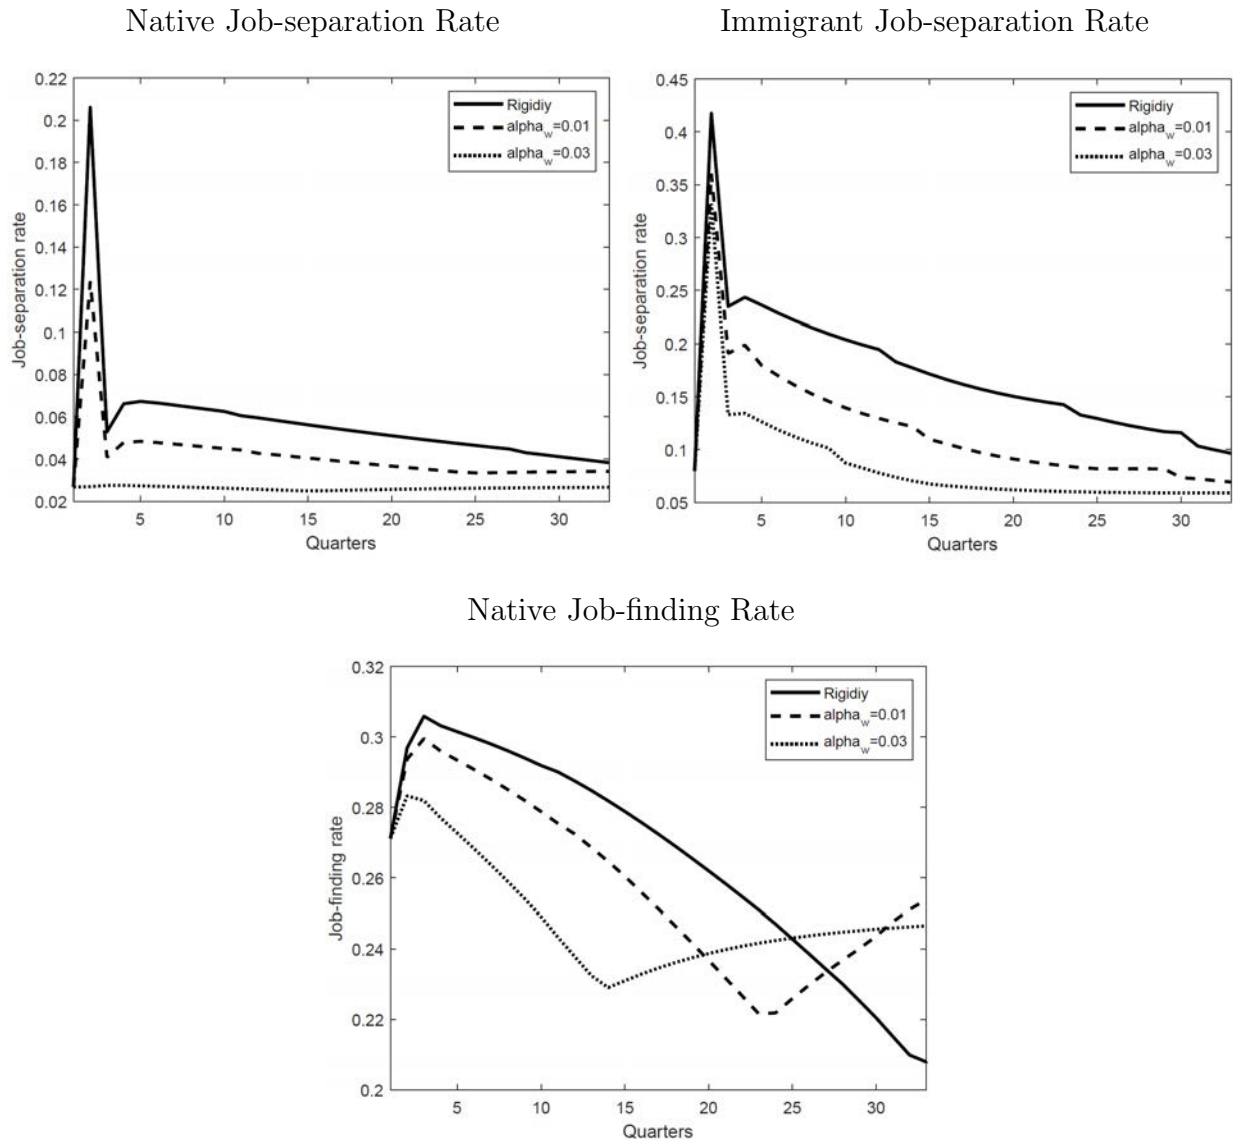 Native Job-separation Rate
Immigrant Job-separation Rate
0.22
0.2
0.18
0.16
0.14
0.12
0.1
0.08
0.06
0.04
0.02
Job-separation rate
Rigidiy
alpha_w=0.01
alpha_w=0.03
5
10
15
20
25
30
Quarters
0.45
0.4
0.35
0.3
0.25
0.2
0.15
0.1
0.05
Job-separation rate
Rigidiy
alpha_w=0.01
alpha_w=0.03
5
10
15
20
25
30
Quarters
Native Job-finding Rate
0.32
0.3
0.28
0.26
0.24
0.22
0.2
Job-finding rate
Rigidiy
alpha_w=0.01
alpha_w=0.03
5
10
15
20
25
30
Quarters